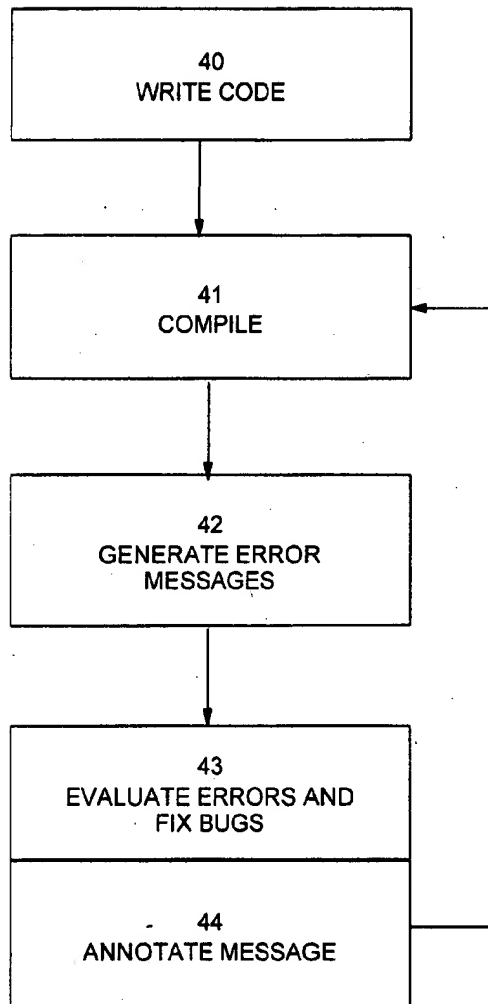 40
WRITE CODE
41
COMPILE
42
GENERATE ERROR
MESSAGES
43
EVALUATE ERRORS AND
FIX BUGS
44
ANNOTATE MESSAGE